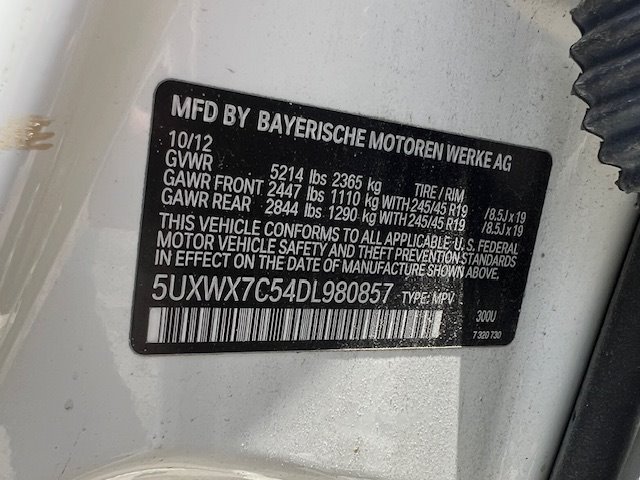 MFD BY BAYERISCHE MOTOREN WERKE AG
10/12
GVWR 5214 lbs 2365 kg TIRE / RIM
GAWR FRONT 2447 lbs 1110 kg WITH 245/45 R19 /8.5J x 19
GAWR REAR 2844 lbs 1290 kg WITH 245/45 R19 /8.5J x 19
THIS VEHICLE CONFORMS TO ALL APPLICABLE U.S. FEDERAL
MOTOR VEHICLE SAFETY AND THEFT PREVENTION STANDARDS
IN EFFECT ON THE DATE OF MANUFACTURE SHOWN ABOVE.
5UXWX7C54DL980857 TYPE: MPV
300U
7 320 730